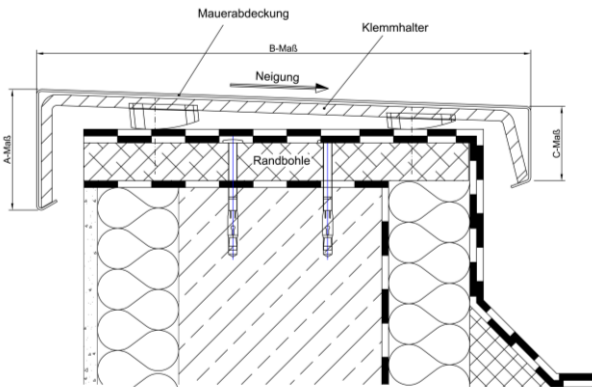 Mauerabdeckung
Klemmhalter
B-Maß
Neigung
A-Maß
C-Maß
Randbohle